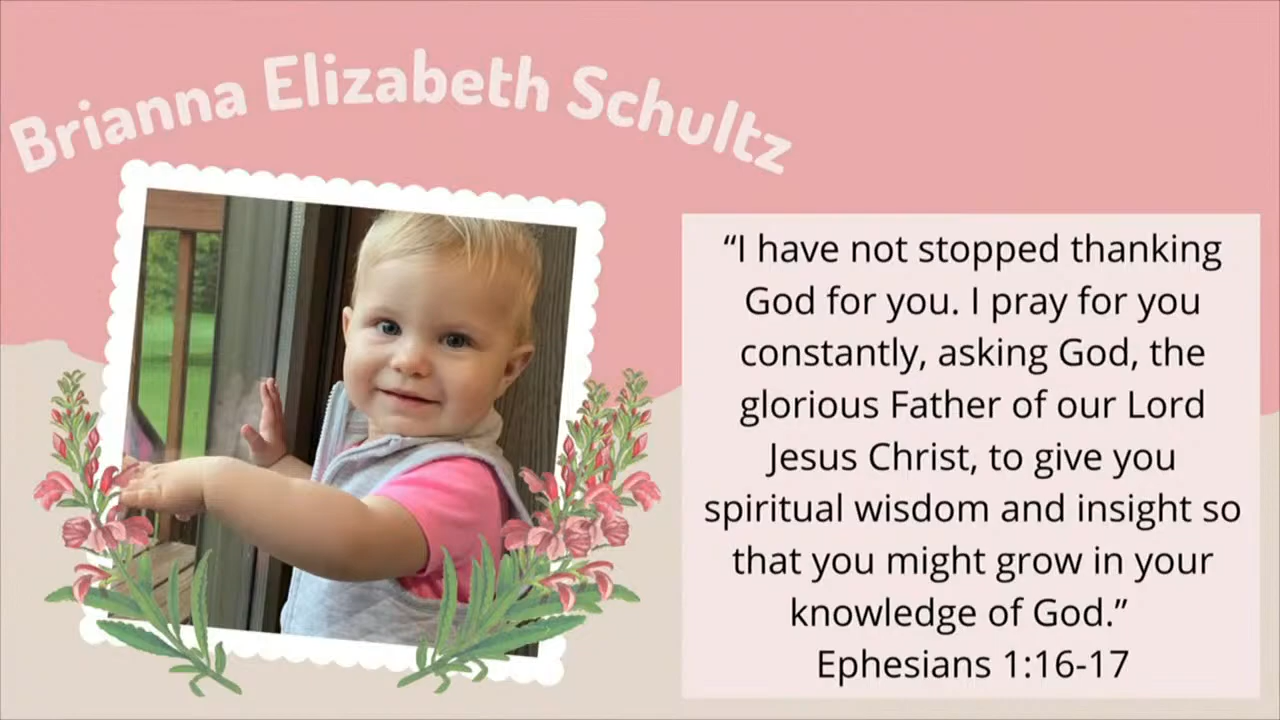 Brianna Elizabeth Schultz
“I have not stopped thanking
God for you. I pray for you
constantly, asking God, the
glorious Father of our Lord
Jesus Christ, to give you
spiritual wisdom and insight so
that you might grow in your
knowledge of God.”
Ephesians 1:16-17